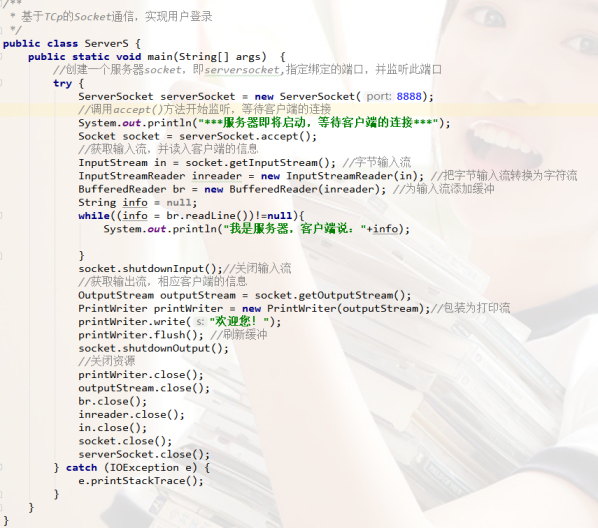 /**
 * 基于TCp的Socket通信，实现用户登录
 */
public class ServerS {
    public static void main(String[] args)  {
        //创建一个服务器socket，即serversocket,指定绑定的端口，并监听此端口
        try {
            ServerSocket serverSocket = new ServerSocket( port: 8888);
            //调用accept()方法开始监听，等待客户端的连接
            System.out.println("***服务器即将启动，等待客户端的连接***");
            Socket socket = serverSocket.accept();
            //获取输入流，并读入客户端的信息
            InputStream in = socket.getInputStream(); //字节输入流
            InputStreamReader inreader = new InputStreamReader(in); //把字节输入流转换为字符流
            BufferedReader br = new BufferedReader(inreader); //为输入流添加缓冲
            String info = null;
            while((info = br.readLine())!=null){
                System.out.println("我是服务器，客户端说："+info);
            }
            socket.shutdownInput();//关闭输入流
            //获取输出流，相应客户端的信息
            OutputStream outputStream = socket.getOutputStream();
            PrintWriter printWriter = new PrintWriter(outputStream);//包装为打印流
            printWriter.write( s: "欢迎您！");
            printWriter.flush(); //刷新缓冲
            socket.shutdownOutput();
            //关闭资源
            printWriter.close();
            outputStream.close();
            br.close();
            inreader.close();
            in.close();
            socket.close();
            serverSocket.close();
        } catch (IOException e) {
            e.printStackTrace();
        }
    }
}